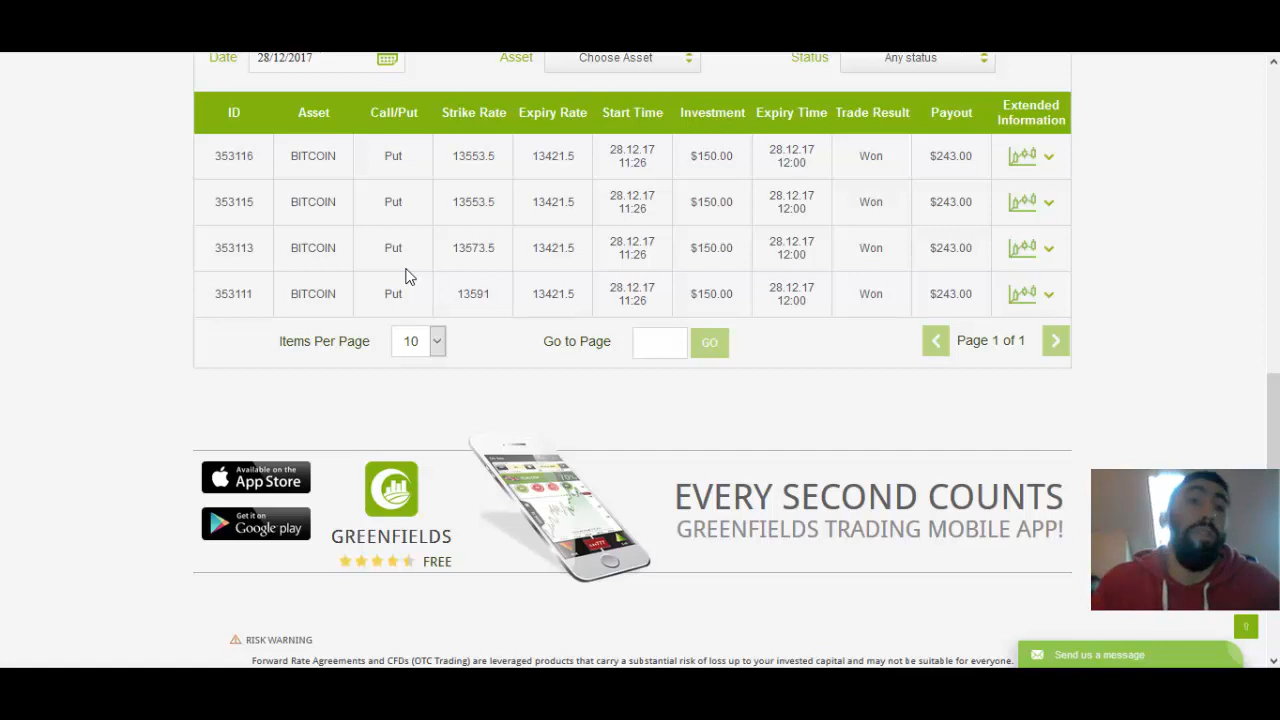 Date 28/12/2017 Asset Choose Asset Status Any status
ID Asset Call/Put Strike Rate Expiry Rate Start Time Investment Expiry Time Trade Result Payout Extended Information
353116 BITCOIN Put 13553.5 13421.5 28.12.17 11:26 $150.00 28.12.17 12:00 Won $243.00
353115 BITCOIN Put 13553.5 13421.5 28.12.17 11:26 $150.00 28.12.17 12:00 Won $243.00
353113 BITCOIN Put 13573.5 13421.5 28.12.17 11:26 $150.00 28.12.17 12:00 Won $243.00
353111 BITCOIN Put 13591 13421.5 28.12.17 11:26 $150.00 28.12.17 12:00 Won $243.00
Items Per Page 10 Go to Page GO Page 1 of 1
Available on the
App Store
Get it on
Google play
GREENFIELDS
FREE
EVERY SECOND COUNTS
GREENFIELDS TRADING MOBILE APP!
RISK WARNING
Forward Rate Agreements and CFDs (OTC Trading) are leveraged products that carry a substantial risk of loss up to your invested capital and may not be suitable for everyone.
Send us a message